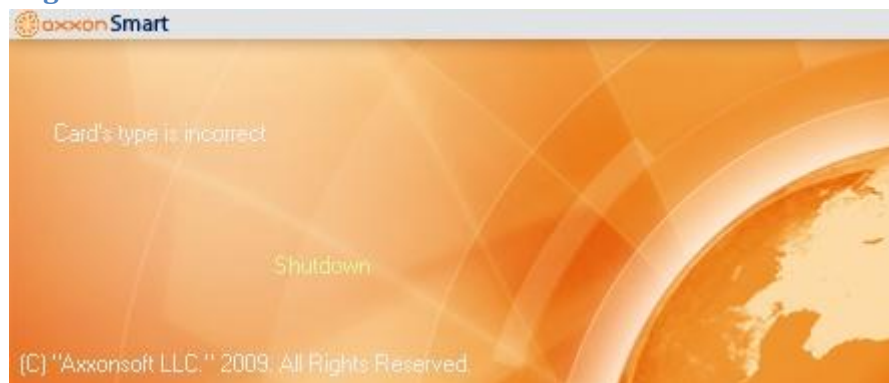 axxon Smart
Card's type is incorrect
Shutdown
(C) "Axxonsoft LLC." 2009. All Rights Reserved.